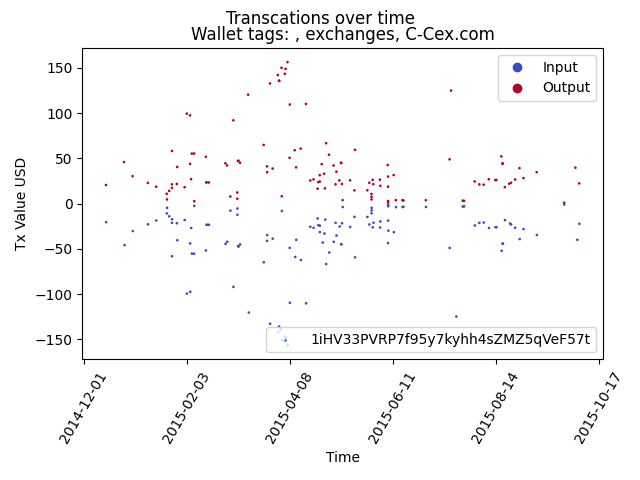 Transcations over time
Wallet tags: , exchanges, C-Cex.com
Input
Output
Tx Value USD
150
100
50
0
−50
−100
−150
1iHV33PVRP7f95y7kyhh4sZMZ5qVeF57t
2014-12-01
2015-02-03
2015-04-08
2015-06-11
2015-08-14
2015-10-17
Time